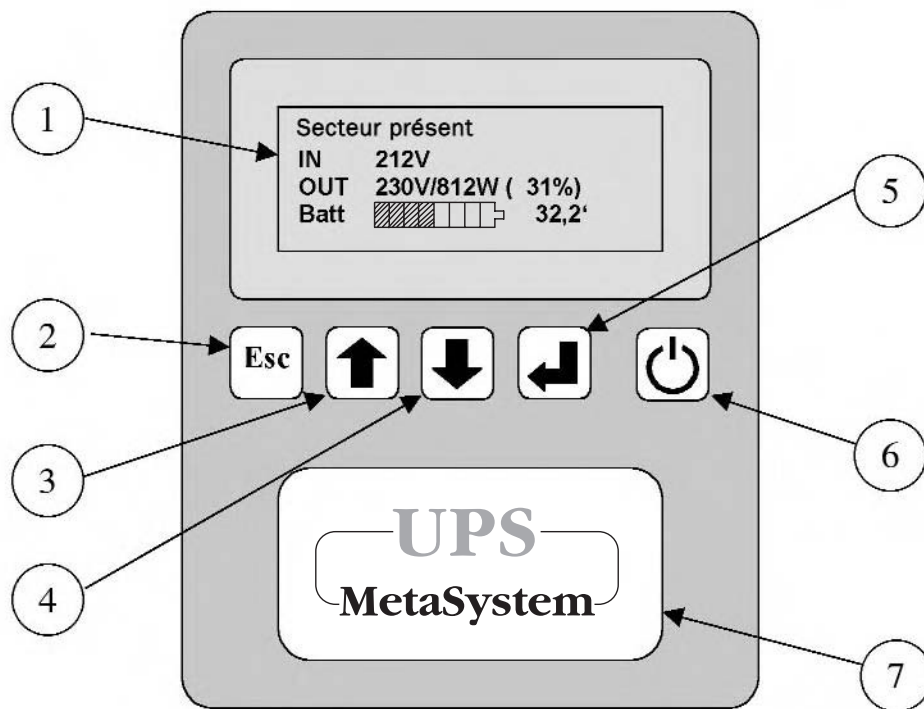 1
Secteur présent
IN 212V
OUT 230V/812W ( 31%)
Batt 32,2‘
5
2
Esc
3
6
4
UPS
MetaSystem
7